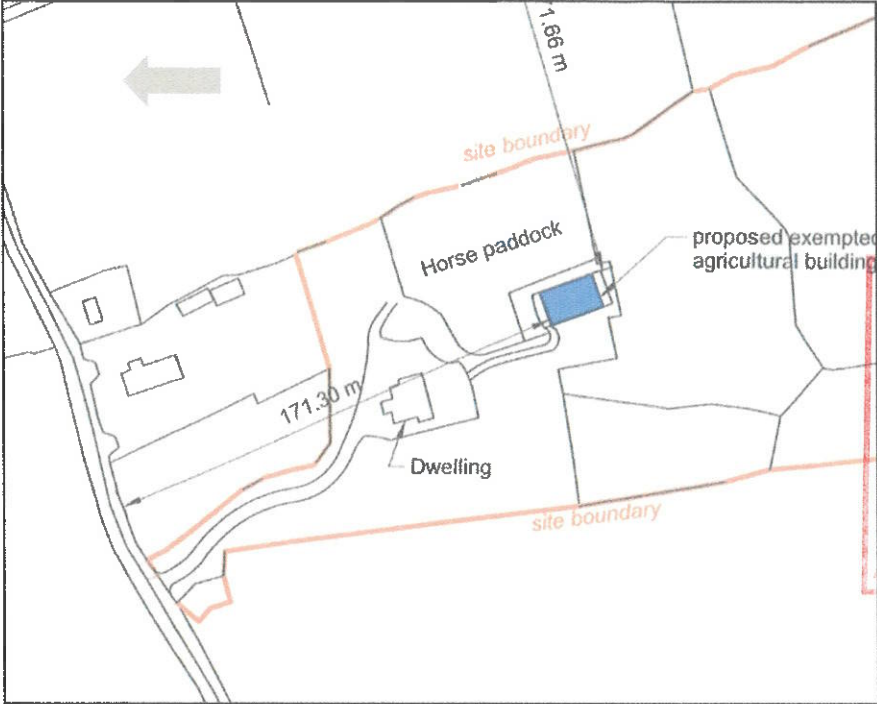 1.66 m
site boundary
Horse paddock
proposed exempted
agricultural building
171.30 m
Dwelling
site boundary